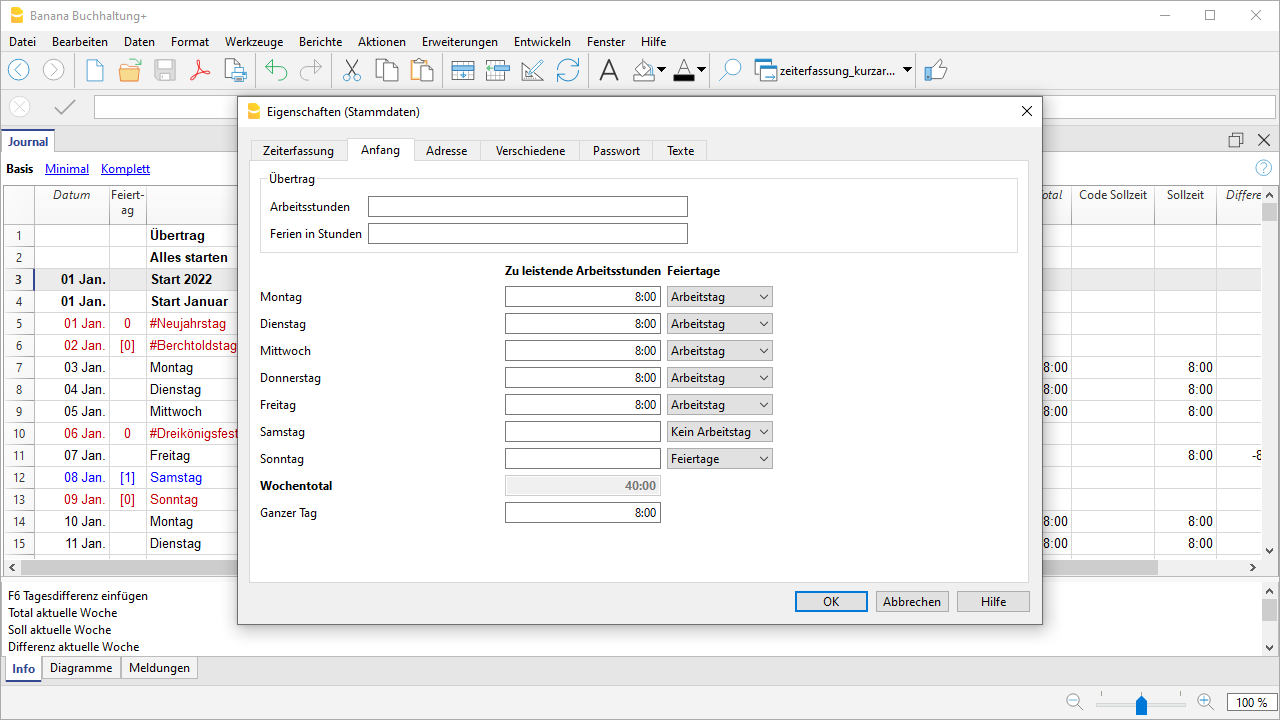 Banana Buchhaltung+
Datei Bearbeiten Daten Format Werkzeuge Berichte Aktionen Erweiterungen Entwickeln Fenster Hilfe
zeiterfassung_kurzar...
Journal
Basis Minimal Komplett
Datum Feiert-ag otal Code Sollzeit Sollzeit Differe
1 Übertrag
2 Alles starten
3 01 Jan. Start 2022
4 01 Jan. Start Januar
5 01 Jan. 0 #Neujahrstag
6 02 Jan. [0] #Berchtoldstag
7 03 Jan. Montag 8:00 8:00
8 04 Jan. Dienstag 8:00 8:00
9 05 Jan. Mittwoch 8:00 8:00
10 06 Jan. 0 #Dreikönigsfest
11 07 Jan. Freitag 8:00 -8
12 08 Jan. [1] Samstag
13 09 Jan. [0] Sonntag
14 10 Jan. Montag 8:00 8:00
15 11 Jan. Dienstag 8:00 8:00
Eigenschaften (Stammdaten)
Zeiterfassung Anfang Adresse Verschiedene Passwort Texte
Übertrag
Arbeitsstunden
Ferien in Stunden
Zu leistende Arbeitsstunden Feiertage
Montag 8:00 Arbeitstag
Dienstag 8:00 Arbeitstag
Mittwoch 8:00 Arbeitstag
Donnerstag 8:00 Arbeitstag
Freitag 8:00 Arbeitstag
Samstag Kein Arbeitstag
Sonntag Feiertage
Wochentotal 40:00
Ganzer Tag 8:00
OK Abbrechen Hilfe
F6 Tagesdifferenz einfügen
Total aktuelle Woche
Soll aktuelle Woche
Differenz aktuelle Woche
Info Diagramme Meldungen
100 %